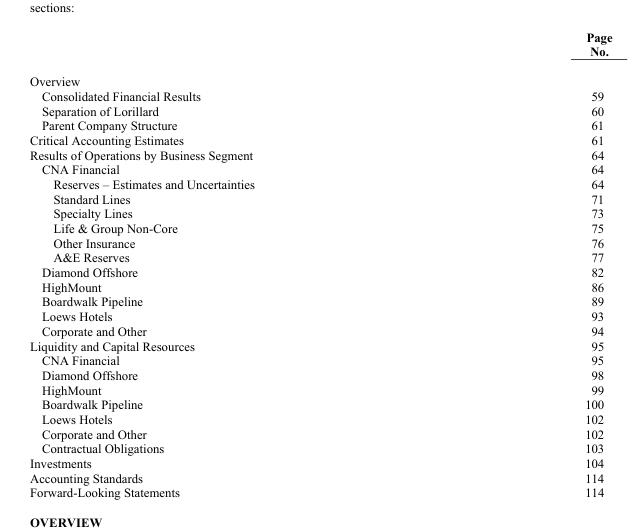 sections:
Page
No.
Overview
Consolidated Financial Results 59
Separation of Lorillard 60
Parent Company Structure 61
Critical Accounting Estimates 61
Results of Operations by Business Segment 64
CNA Financial 64
Reserves – Estimates and Uncertainties 64
Standard Lines 71
Specialty Lines 73
Life & Group Non-Core 75
Other Insurance 76
A&E Reserves 77
Diamond Offshore 82
HighMount 86
Boardwalk Pipeline 89
Loews Hotels 93
Corporate and Other 94
Liquidity and Capital Resources 95
CNA Financial 95
Diamond Offshore 98
HighMount 99
Boardwalk Pipeline 100
Loews Hotels 102
Corporate and Other 102
Contractual Obligations 103
Investments 104
Accounting Standards 114
Forward-Looking Statements 114
OVERVIEW